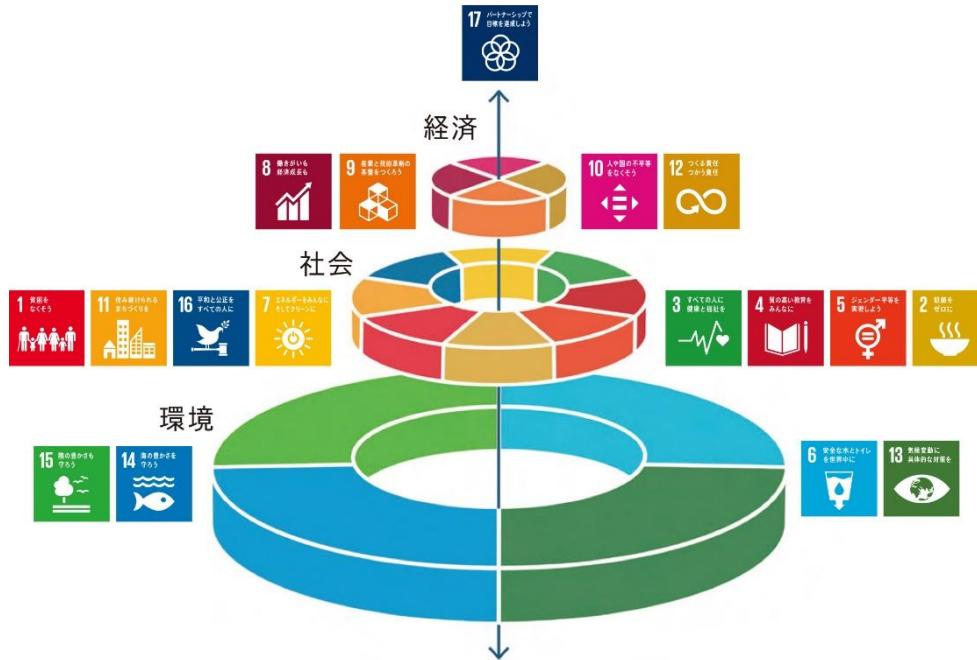 17 パートナーシップで
目標を達成しよう
経済
8 働きがいも
経済成長も
9 産業と技術革新の
基盤をつくろう
10 人や国の不平等
をなくそう
12 つくる責任
つかう責任
社会
1 貧困を
なくそう
11 住み続けられる
まちづくりを
16 平和と公正を
すべての人に
7 エネルギーをみんなに
そしてクリーンに
3 すべての人に
健康と福祉を
4 質の高い教育を
みんなに
5 ジェンダー平等を
実現しよう
2 飢餓を
ゼロに
環境
15 陸の豊かさも
守ろう
14 海の豊かさを
守ろう
6 安全な水とトイレ
を世界中に
13 気候変動に
具体的な対策を